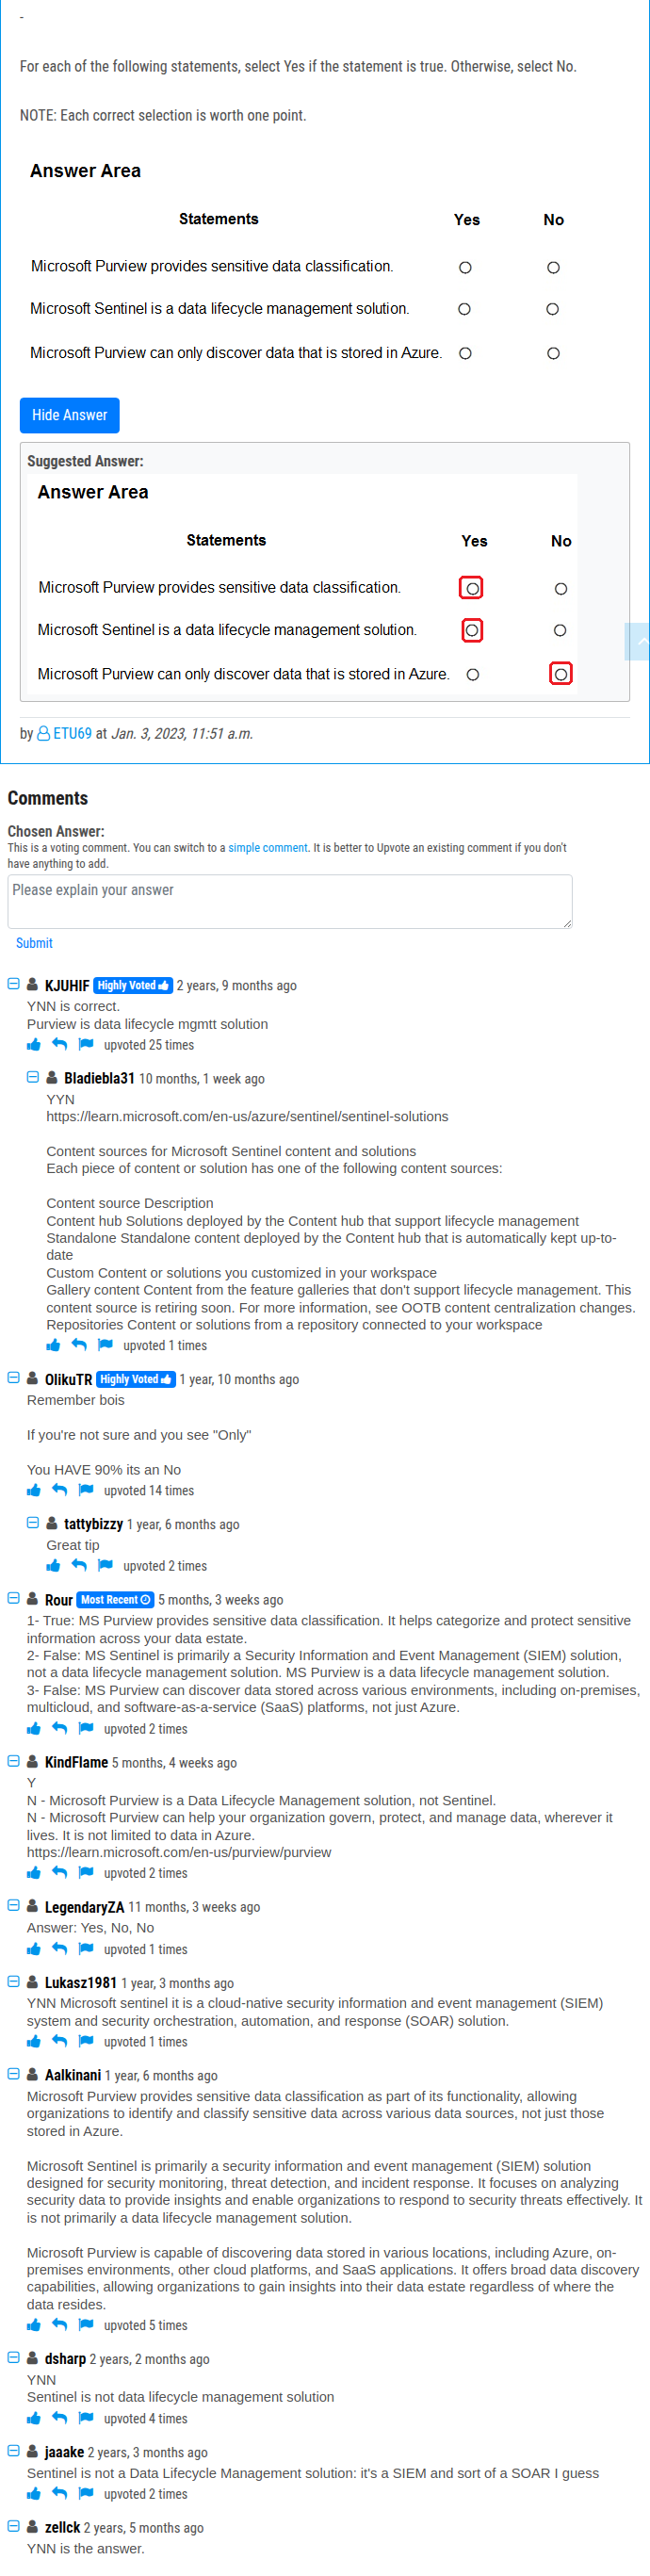 -
For each of the following statements, select Yes if the statement is true. Otherwise, select No.
NOTE: Each correct selection is worth one point.
Answer Area
Statements Yes No
Microsoft Purview provides sensitive data classification.
Microsoft Sentinel is a data lifecycle management solution.
Microsoft Purview can only discover data that is stored in Azure.
Hide Answer
Suggested Answer:
Answer Area
Statements Yes No
Microsoft Purview provides sensitive data classification.
Microsoft Sentinel is a data lifecycle management solution.
Microsoft Purview can only discover data that is stored in Azure.
by ETU69 at Jan. 3, 2023, 11:51 a.m.
Comments
Chosen Answer:
This is a voting comment. You can switch to a simple comment. It is better to Upvote an existing comment if you don't
have anything to add.
Please explain your answer
Submit
KJUHIF Highly Voted 2 years, 9 months ago
YNN is correct.
Purview is data lifecycle mgmtt solution
upvoted 25 times
Bladiebla31 10 months, 1 week ago
YYN
https://learn.microsoft.com/en-us/azure/sentinel/sentinel-solutions
Content sources for Microsoft Sentinel content and solutions
Each piece of content or solution has one of the following content sources:
Content source Description
Content hub Solutions deployed by the Content hub that support lifecycle management
Standalone Standalone content deployed by the Content hub that is automatically kept up-to-
date
Custom Content or solutions you customized in your workspace
Gallery content Content from the feature galleries that don't support lifecycle management. This
content source is retiring soon. For more information, see OOTB content centralization changes.
Repositories Content or solutions from a repository connected to your workspace
upvoted 1 times
OlikuTR Highly Voted 1 year, 10 months ago
Remember bois
If you're not sure and you see "Only"
You HAVE 90% its an No
upvoted 14 times
tattybizzy 1 year, 6 months ago
Great tip
upvoted 2 times
Rour Most Recent 5 months, 3 weeks ago
1- True: MS Purview provides sensitive data classification. It helps categorize and protect sensitive
information across your data estate.
2- False: MS Sentinel is primarily a Security Information and Event Management (SIEM) solution,
not a data lifecycle management solution. MS Purview is a data lifecycle management solution.
3- False: MS Purview can discover data stored across various environments, including on-premises,
multicloud, and software-as-a-service (SaaS) platforms, not just Azure.
upvoted 2 times
KindFlame 5 months, 4 weeks ago
Y
N - Microsoft Purview is a Data Lifecycle Management solution, not Sentinel.
N - Microsoft Purview can help your organization govern, protect, and manage data, wherever it
lives. It is not limited to data in Azure.
https://learn.microsoft.com/en-us/purview/purview
upvoted 2 times
LegendaryZA 11 months, 3 weeks ago
Answer: Yes, No, No
upvoted 1 times
Lukasz1981 1 year, 3 months ago
YNN Microsoft sentinel it is a cloud-native security information and event management (SIEM)
system and security orchestration, automation, and response (SOAR) solution.
upvoted 1 times
Aalkinani 1 year, 6 months ago
Microsoft Purview provides sensitive data classification as part of its functionality, allowing
organizations to identify and classify sensitive data across various data sources, not just those
stored in Azure.
Microsoft Sentinel is primarily a security information and event management (SIEM) solution
designed for security monitoring, threat detection, and incident response. It focuses on analyzing
security data to provide insights and enable organizations to respond to security threats effectively. It
is not primarily a data lifecycle management solution.
Microsoft Purview is capable of discovering data stored in various locations, including Azure, on-
premises environments, other cloud platforms, and SaaS applications. It offers broad data discovery
capabilities, allowing organizations to gain insights into their data estate regardless of where the
data resides.
upvoted 5 times
dsharp 2 years, 2 months ago
YNN
Sentinel is not data lifecycle management solution
upvoted 4 times
jaaake 2 years, 3 months ago
Sentinel is not a Data Lifecycle Management solution: it's a SIEM and sort of a SOAR I guess
upvoted 2 times
zellck 2 years, 5 months ago
YNN is the answer.